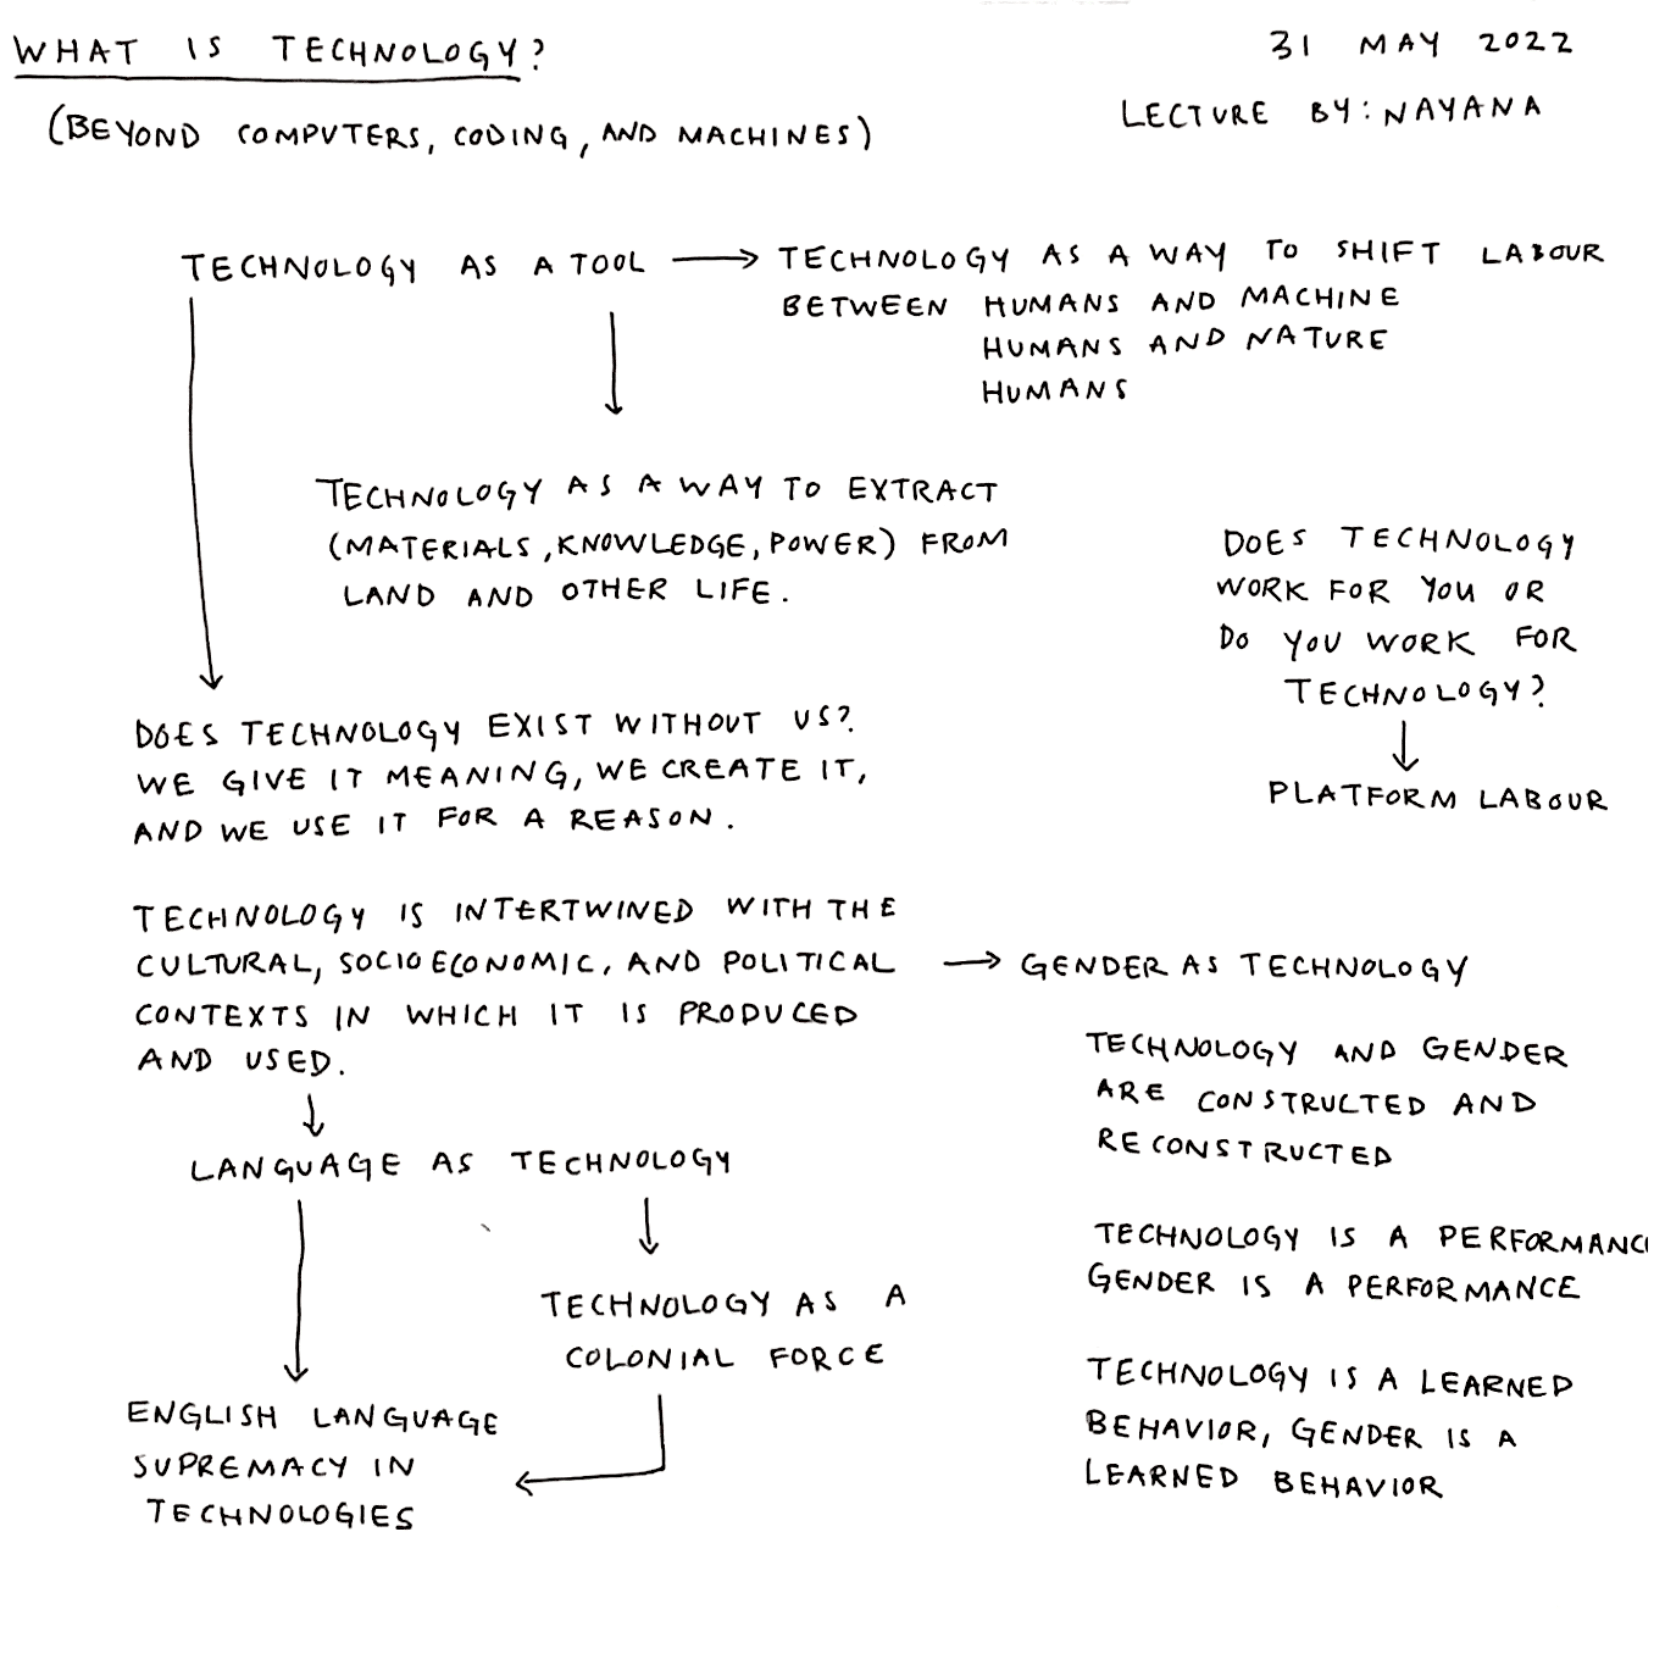 WHAT IS TECHNOLOGY?
(BEYOND COMPUTERS, CODING, AND MACHINES)
31 MAY 2022
LECTURE BY: NAYANA
TECHNOLOGY AS A TOOL → TECHNOLOGY AS A WAY TO SHIFT LABOUR
BETWEEN HUMANS AND MACHINE
HUMANS AND NATURE
HUMANS
TECHNOLOGY AS A WAY TO EXTRACT
(MATERIALS, KNOWLEDGE, POWER) FROM
LAND AND OTHER LIFE.
DOES TECHNOLOGY
WORK FOR YOU OR
DO YOU WORK FOR
TECHNOLOGY?
↓
PLATFORM LABOUR
DOES TECHNOLOGY EXIST WITHOUT US?
WE GIVE IT MEANING, WE CREATE IT,
AND WE USE IT FOR A REASON.
TECHNOLOGY IS INTERTWINED WITH THE
CULTURAL, SOCIOECONOMIC, AND POLITICAL → GENDER AS TECHNOLOGY
CONTEXTS IN WHICH IT IS PRODUCED
AND USED.
↓
LANGUAGE AS TECHNOLOGY
TECHNOLOGY AS A
COLONIAL FORCE
ENGLISH LANGUAGE
SUPREMACY IN
TECHNOLOGIES
TECHNOLOGY AND GENDER
ARE CONSTRUCTED AND
RECONSTRUCTED
TECHNOLOGY IS A PERFORMANC
GENDER IS A PERFORMANCE
TECHNOLOGY IS A LEARNED
BEHAVIOR, GENDER IS A
LEARNED BEHAVIOR